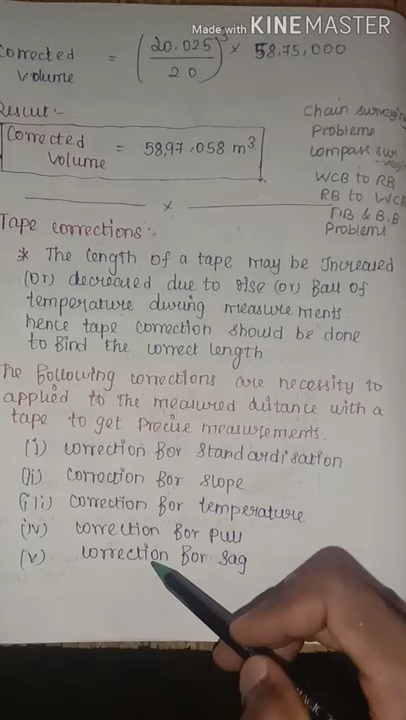 Made with KINEMASTER
Corrected Volume = (20.025 / 20)³ × 58,75,000
Result :-
Corrected Volume = 5897,058 m³
Chain surveying
Problems
compass sur
WCB to RB
RB to WCB
FIB & B.B
Problems
x
Tape corrections :-
* The length of a tape may be Increased
(or) decreased due to rise (or) fall of
temperature during measurements.
hence tape correction should be done
to find the correct length
The following corrections are necessity to
applied to the measured distance with a
tape to get Precise measurements.
(i) correction for Standardisation
(ii) correction for slope
(iii) correction for temperature
(iv) correction for pull
(v) correction for sag